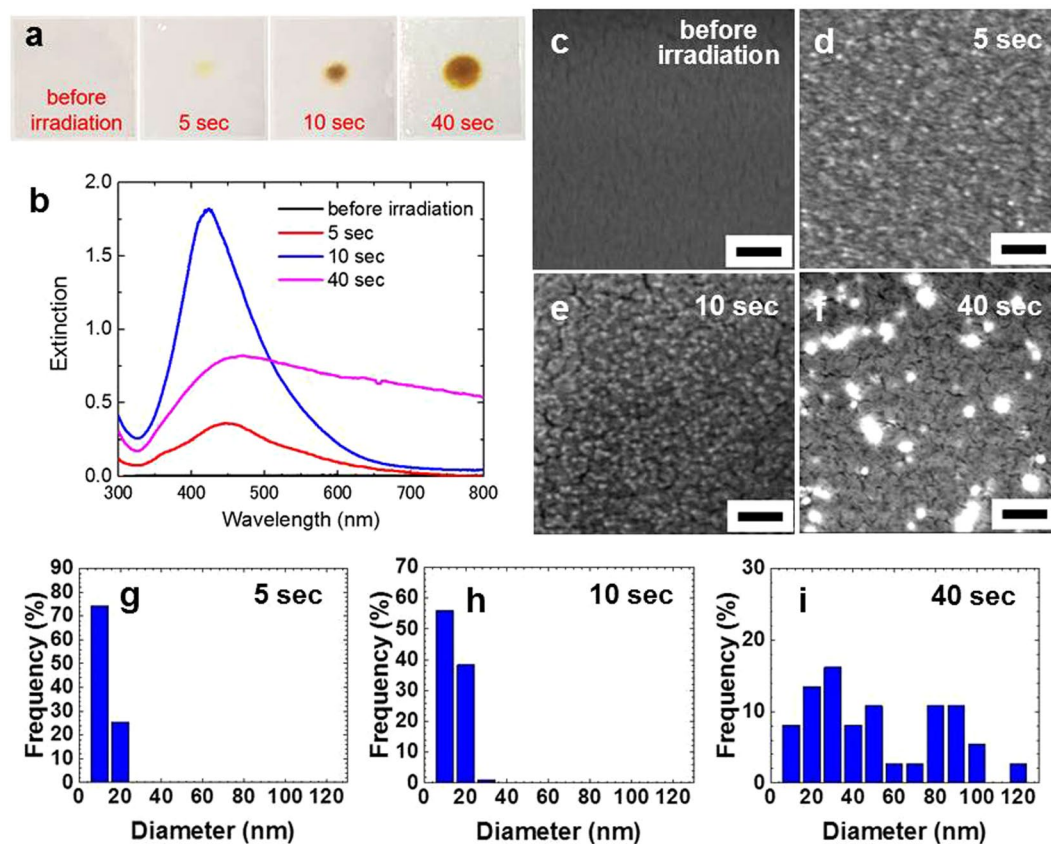 a
before
irradiation
5 sec
10 sec
40 sec
b
2.0
1.5
1.0
0.5
0.0
Extinction
before irradiation
5 sec
10 sec
40 sec
300 400 500 600 700 800
Wavelength (nm)
c
before
irradiation
d
5 sec
e
10 sec
f
40 sec
g
5 sec
90
80
70
60
50
40
30
20
10
0
Frequency (%)
0 20 40 60 80 100 120
Diameter (nm)
h
10 sec
70
60
50
40
30
20
10
0
Frequency (%)
0 20 40 60 80 100 120
Diameter (nm)
i
40 sec
30
20
10
0
Frequency (%)
0 20 40 60 80 100 120
Diameter (nm)